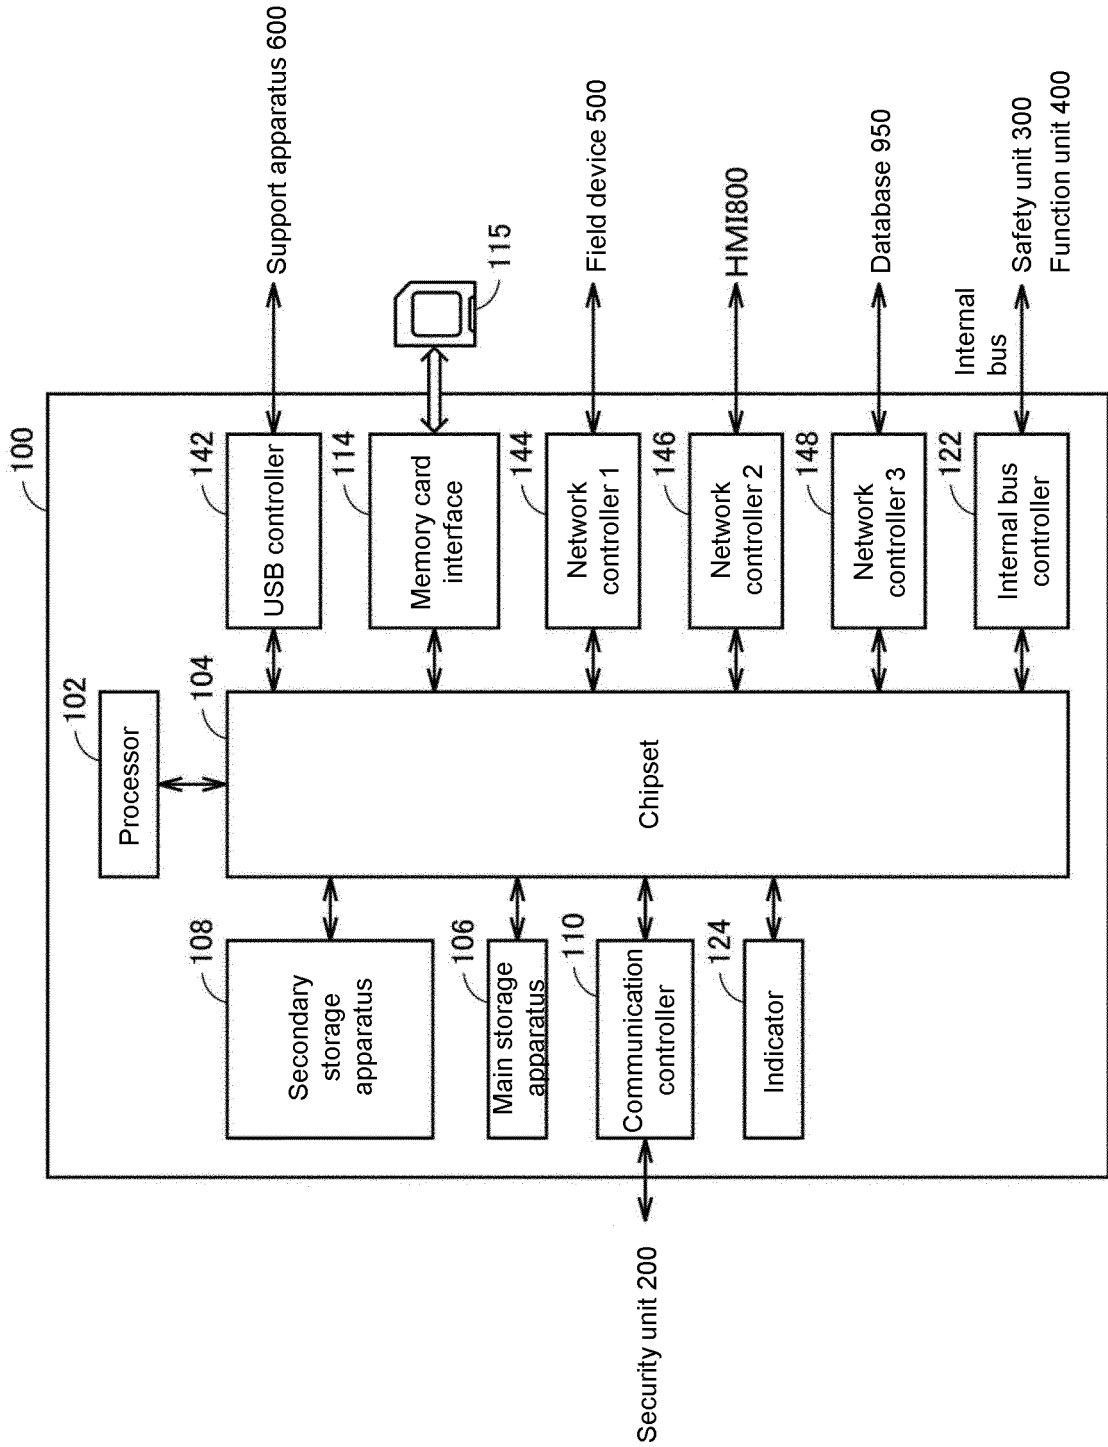 100
102
Processor
104
Chipset
108
Secondary
storage
apparatus
106
Main storage
apparatus
110
Communication
controller
124
Indicator
Security unit 200
142
USB controller
Support apparatus 600
114
Memory card
interface
115
144
Network
controller 1
Field device 500
146
Network
controller 2
HMI800
148
Network
controller 3
Database 950
122
Internal bus
controller
Internal
bus
Safety unit 300
Function unit 400